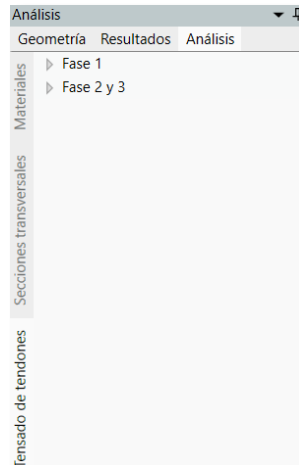 Análisis
Geometría Resultados Análisis
Materiales
Secciones transversales
Tensado de tendones
Fase 1
Fase 2 y 3